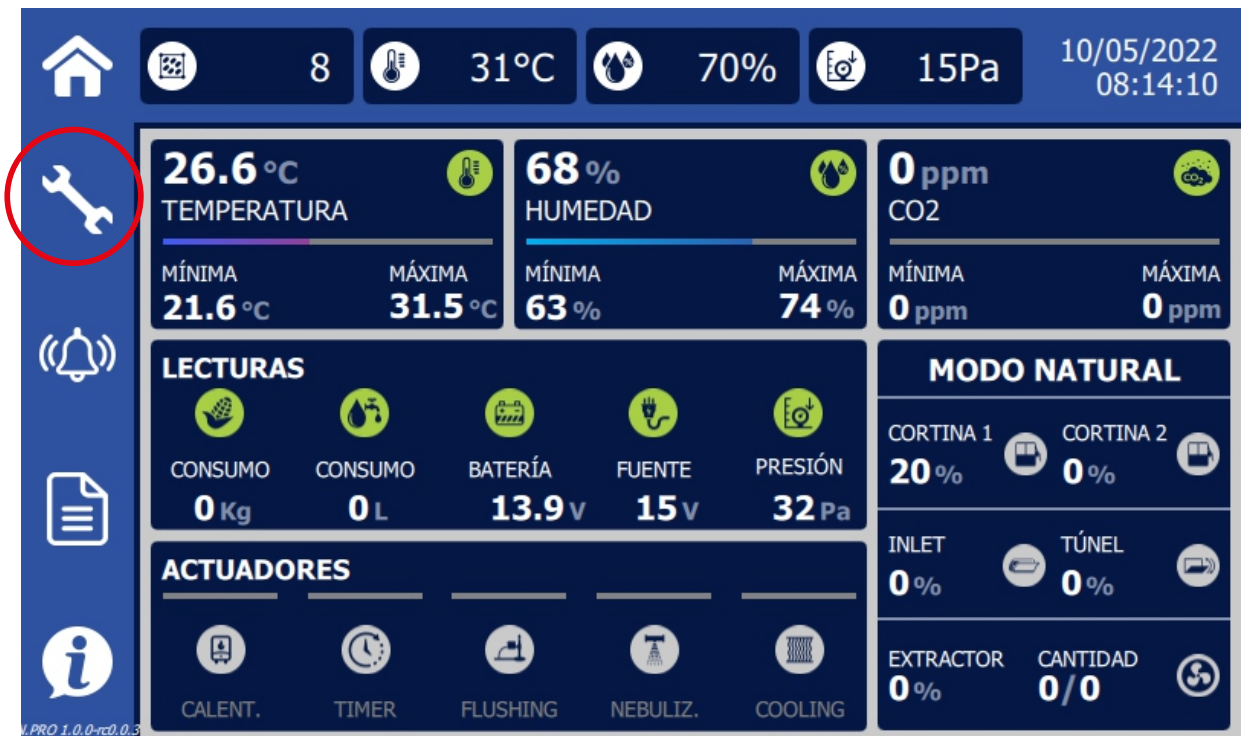 8
31°C
70%
15Pa
10/05/2022
08:14:10
26.6 °C
TEMPERATURA
MÍNIMA MÁXIMA
21.6 °C 31.5 °C
68 %
HUMEDAD
MÍNIMA MÁXIMA
63 % 74 %
0 ppm
CO2
CO₂
MÍNIMA MÁXIMA
0 ppm 0 ppm
LECTURAS
CONSUMO CONSUMO BATERÍA FUENTE PRESIÓN
0 Kg 0 L 13.9 V 15 V 32 Pa
ACTUADORES
CALENT. TIMER FLUSHING NEBULIZ. COOLING
MODO NATURAL
CORTINA 1 CORTINA 2
20 % 0 %
INLET TÚNEL
0 % 0 %
EXTRACTOR CANTIDAD
0 % 0/0
.PRO 1.0.0-rc0.0.3